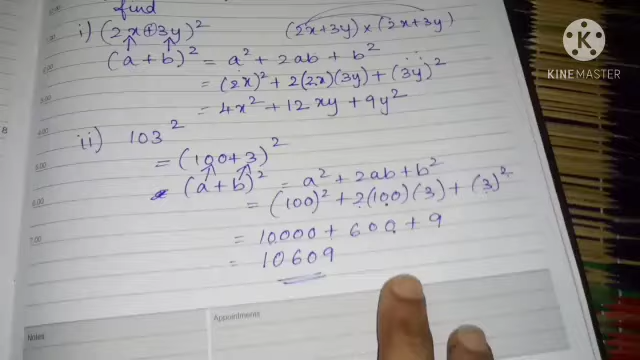 find
i) (2x+3y)² (2x+3y) x (2x+3y)
(a + b)² = a² + 2ab + b²
= (2x)² + 2(2x)(3y) + (3y)²
= 4x² + 12xy + 9y²
ii) 103²
= (100+3)²
(a + b)² = a² + 2ab + b²
= (100)² + 2(100)(3) + (3)²
= 10000 + 600 + 9
= 10609
Notes
Appointments
K
KINEMASTER